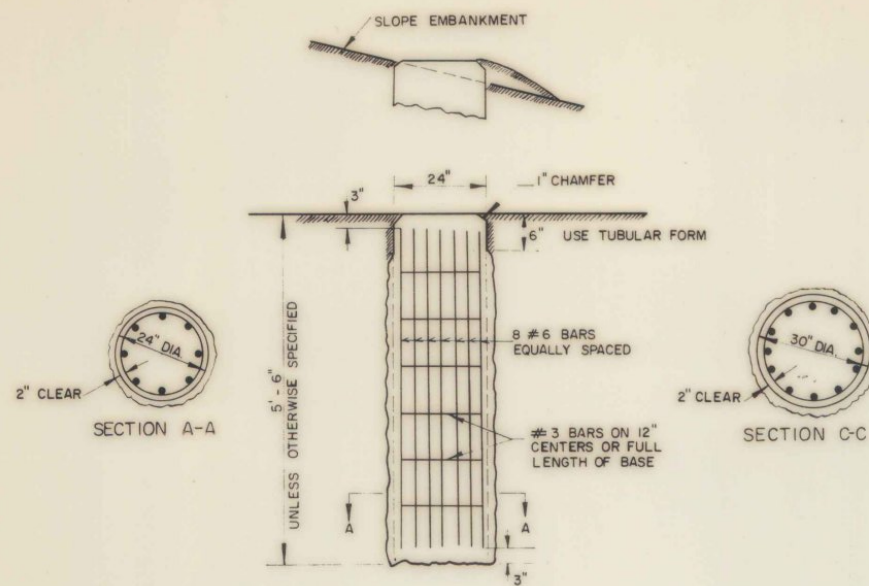 SLOPE EMBANKMENT
24"
3"
1" CHAMFER
6" USE TUBULAR FORM
24" DIA.
2" CLEAR
SECTION A-A
5' - 6"
UNLESS OTHERWISE SPECIFIED
8 #6 BARS
EQUALLY SPACED
#3 BARS ON 12"
CENTERS OR FULL
LENGTH OF BASE
A
A
3"
30" DIA.
2" CLEAR
SECTION C-C